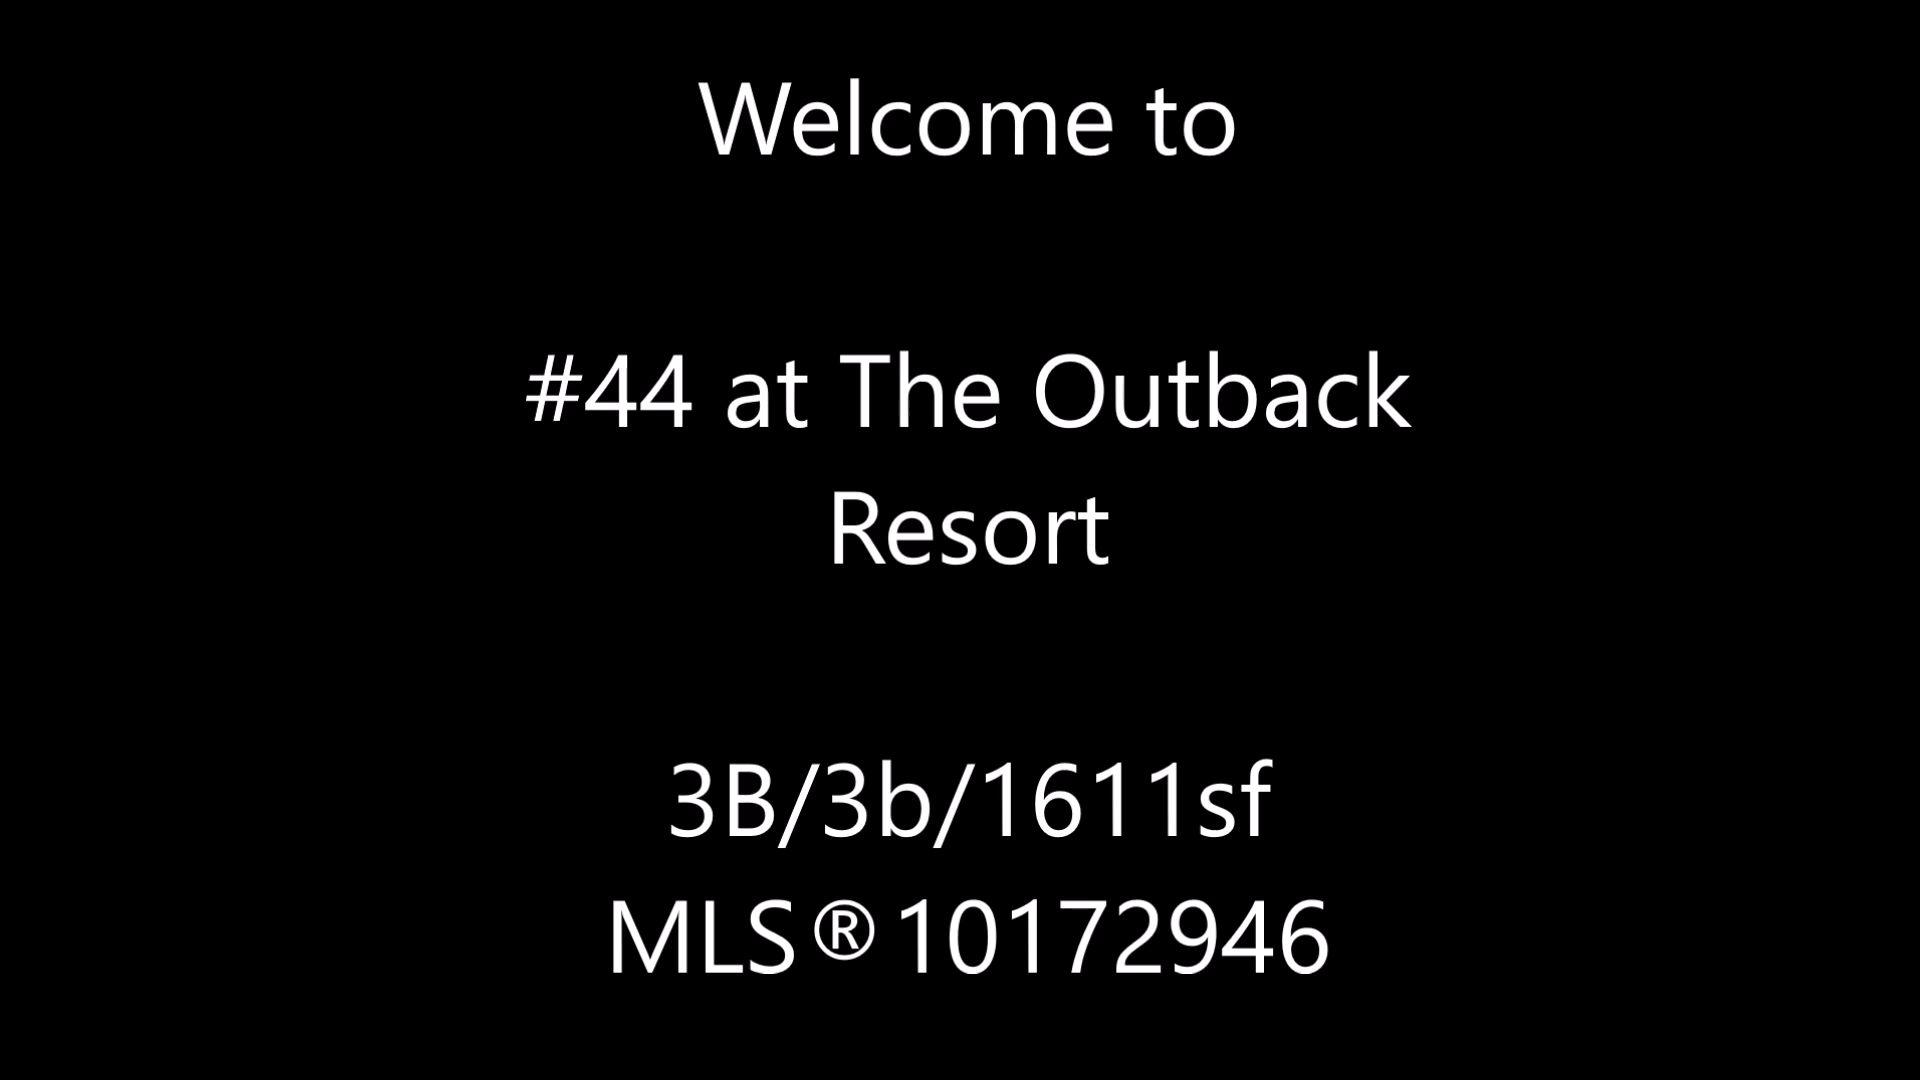 Welcome to
#44 at The Outback
Resort
3B/3b/1611sf
MLS®10172946